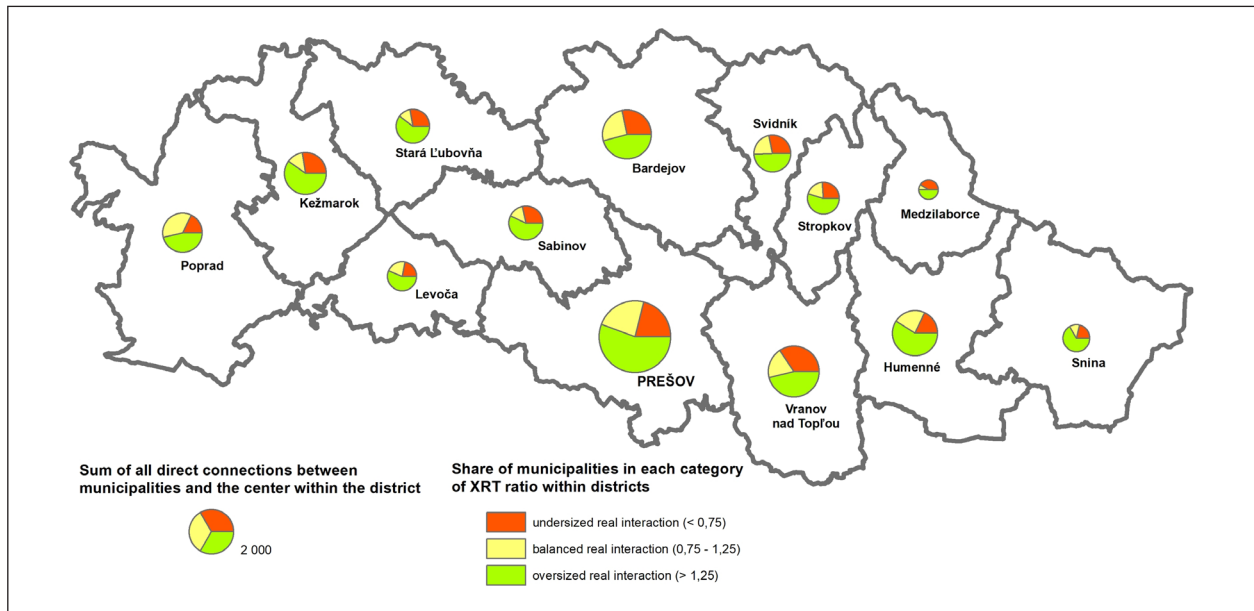 Svidník
Stará Ľubovňa
Bardejov
Kežmarok
Stropkov
Medzilaborce
Sabinov
Poprad
Levoča
PREŠOV
Humenné
Snina
Vranov
nad Topľou
Sum of all direct connections between
municipalities and the center within the district
2 000
Share of municipalities in each category
of XRT ratio within districts
undersized real interaction (< 0,75)
balanced real interaction (0,75 - 1,25)
oversized real interaction (> 1,25)